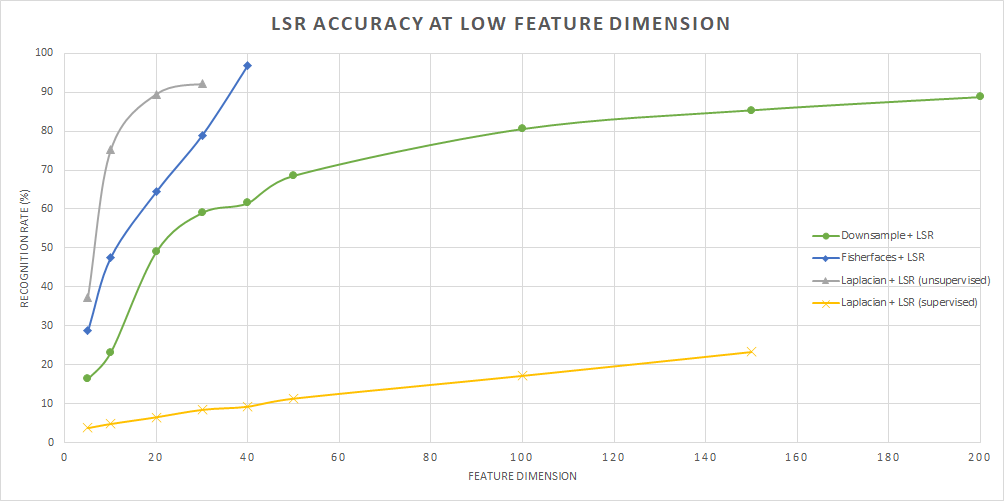 LSR ACCURACY AT LOW FEATURE DIMENSION
100
90
80
70
60
50
40
30
20
10
0
RECOGNITION RATE (%)
0 20 40 60 80 100 120 140 160 180 200
FEATURE DIMENSION
Downsample + LSR
Fisherfaces + LSR
Laplacian + LSR (unsupervised)
Laplacian + LSR (supervised)